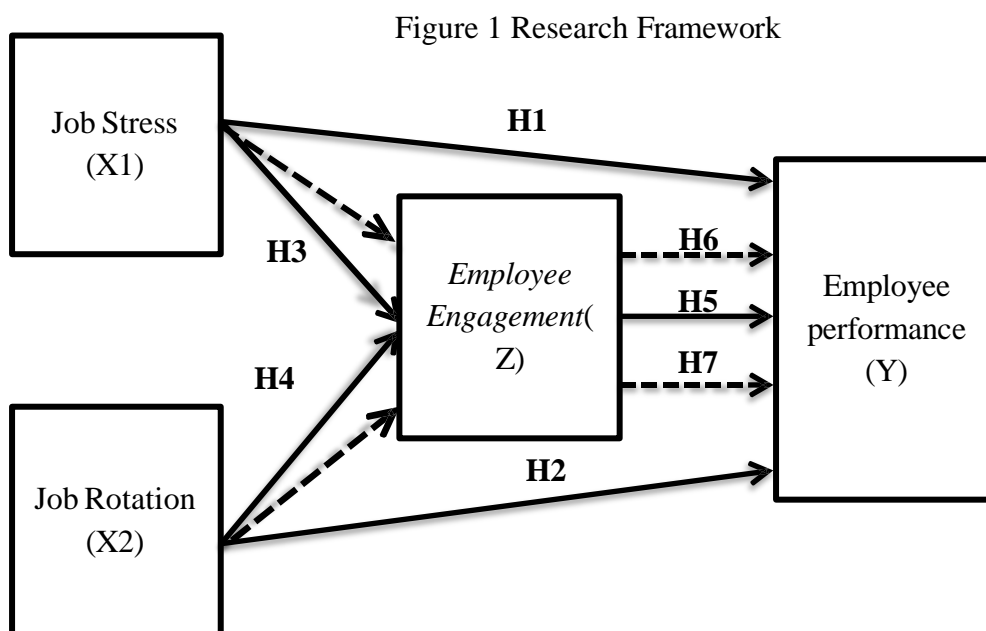 Figure 1 Research Framework
Job Stress
(X1)
H1
H3
Employee
Engagement(
Z)
H6
H5
H7
Employee
performance
(Y)
H4
Job Rotation
(X2)
H2